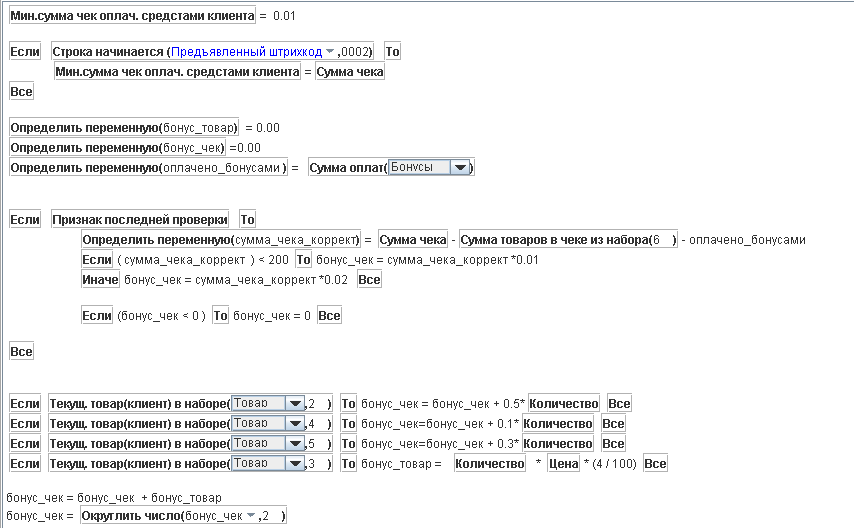 Мин.сумма чек оплач. средстами клиента = 0.01
Если Строка начинается (Предъявленный штрихкод ,0002) То
Мин.сумма чек оплач. средстами клиента = Сумма чека
Все
Определить переменную(бонус_товар) = 0.00
Определить переменную(бонус_чек) =0.00
Определить переменную(оплачено_бонусами ) = Сумма оплат(Бонусы)
Если Признак последней проверки То
Определить переменную(сумма_чека_коррект) = Сумма чека - Сумма товаров в чеке из набора(6 ) - оплачено_бонусами
Если ( сумма_чека_коррект ) < 200 То бонус_чек = сумма_чека_коррект *0.01
Иначе бонус_чек = сумма_чека_коррект *0.02 Все
Если (бонус_чек < 0 ) То бонус_чек = 0 Все
Все
Если Текущ. товар(клиент) в наборе(Товар ,2 ) То бонус_чек = бонус_чек + 0.5* Количество Все
Если Текущ. товар(клиент) в наборе(Товар ,4 ) То бонус_чек=бонус_чек + 0.1* Количество Все
Если Текущ. товар(клиент) в наборе(Товар ,5 ) То бонус_чек=бонус_чек + 0.3* Количество Все
Если Текущ. товар(клиент) в наборе(Товар ,3 ) То бонус_товар = Количество * Цена * (4 / 100) Все
бонус_чек = бонус_чек + бонус_товар
бонус_чек = Округлить число(бонус_чек ,2 )